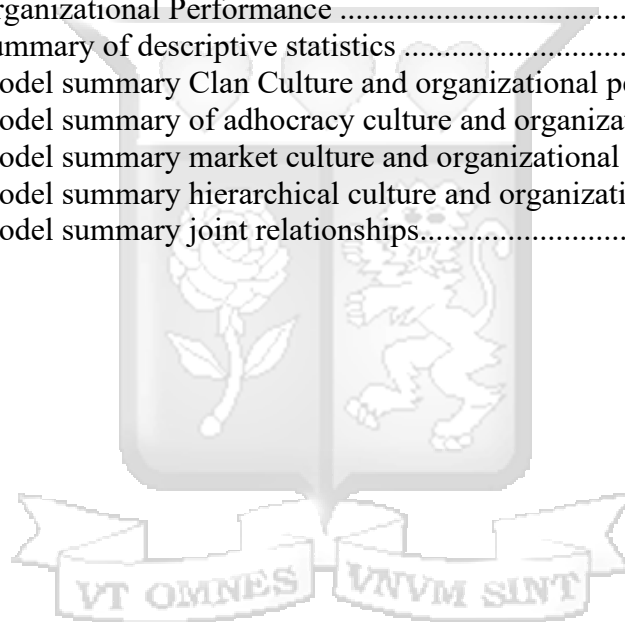 rganizational Performance ..............................
ummary of descriptive statistics .......................
odel summary Clan Culture and organizational p
odel summary of adhocracy culture and organiza
odel summary market culture and organizational
odel summary hierarchical culture and organizati
odel summary joint relationships.......................
VT OMNES VNVM SINT